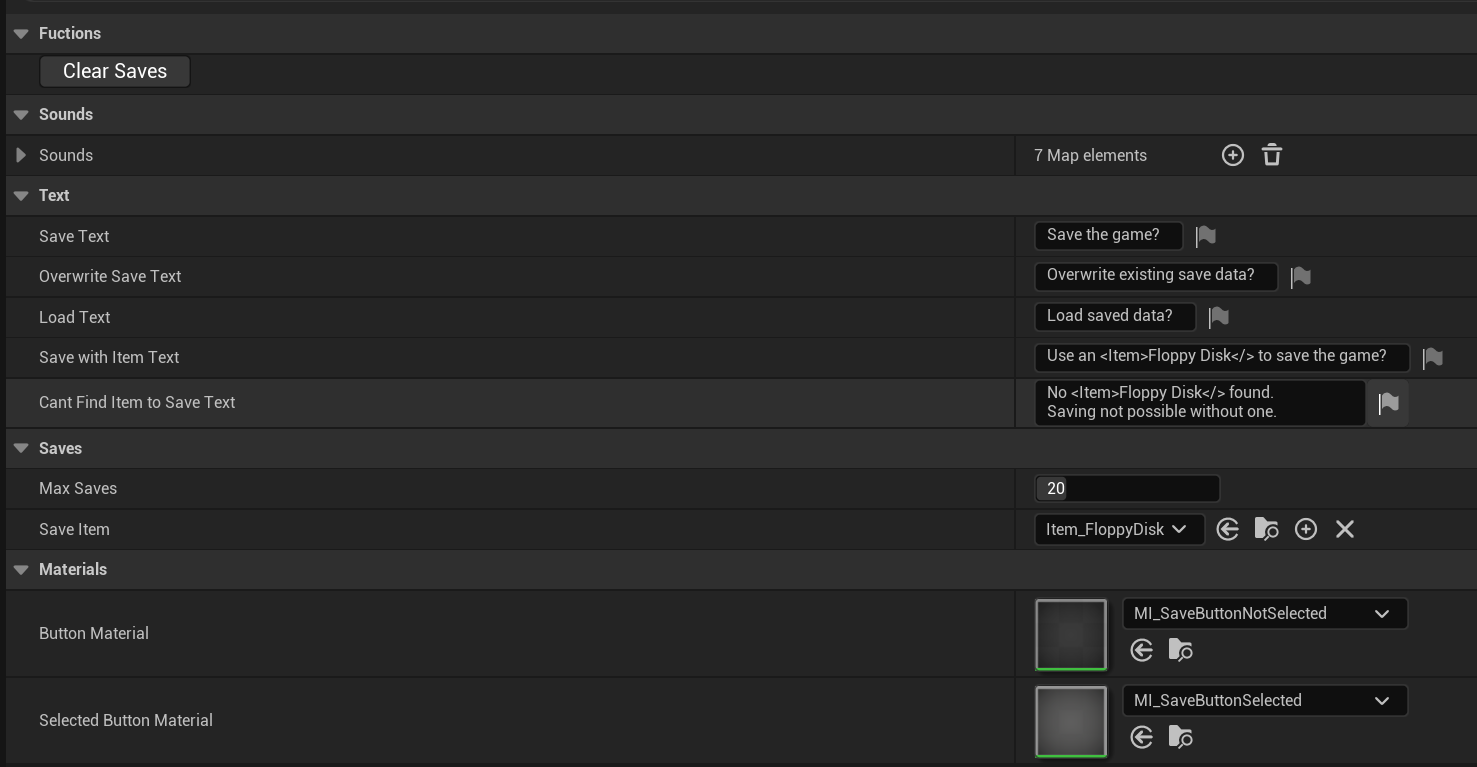 Fuctions
Clear Saves
Sounds
Sounds 7 Map elements
Text
Save Text Save the game?
Overwrite Save Text Overwrite existing save data?
Load Text Load saved data?
Save with Item Text Use an <Item>Floppy Disk</> to save the game?
Cant Find Item to Save Text No <Item>Floppy Disk</> found.
Saving not possible without one.
Saves
Max Saves 20
Save Item Item_FloppyDisk
Materials
Button Material MI_SaveButtonNotSelected
Selected Button Material MI_SaveButtonSelected